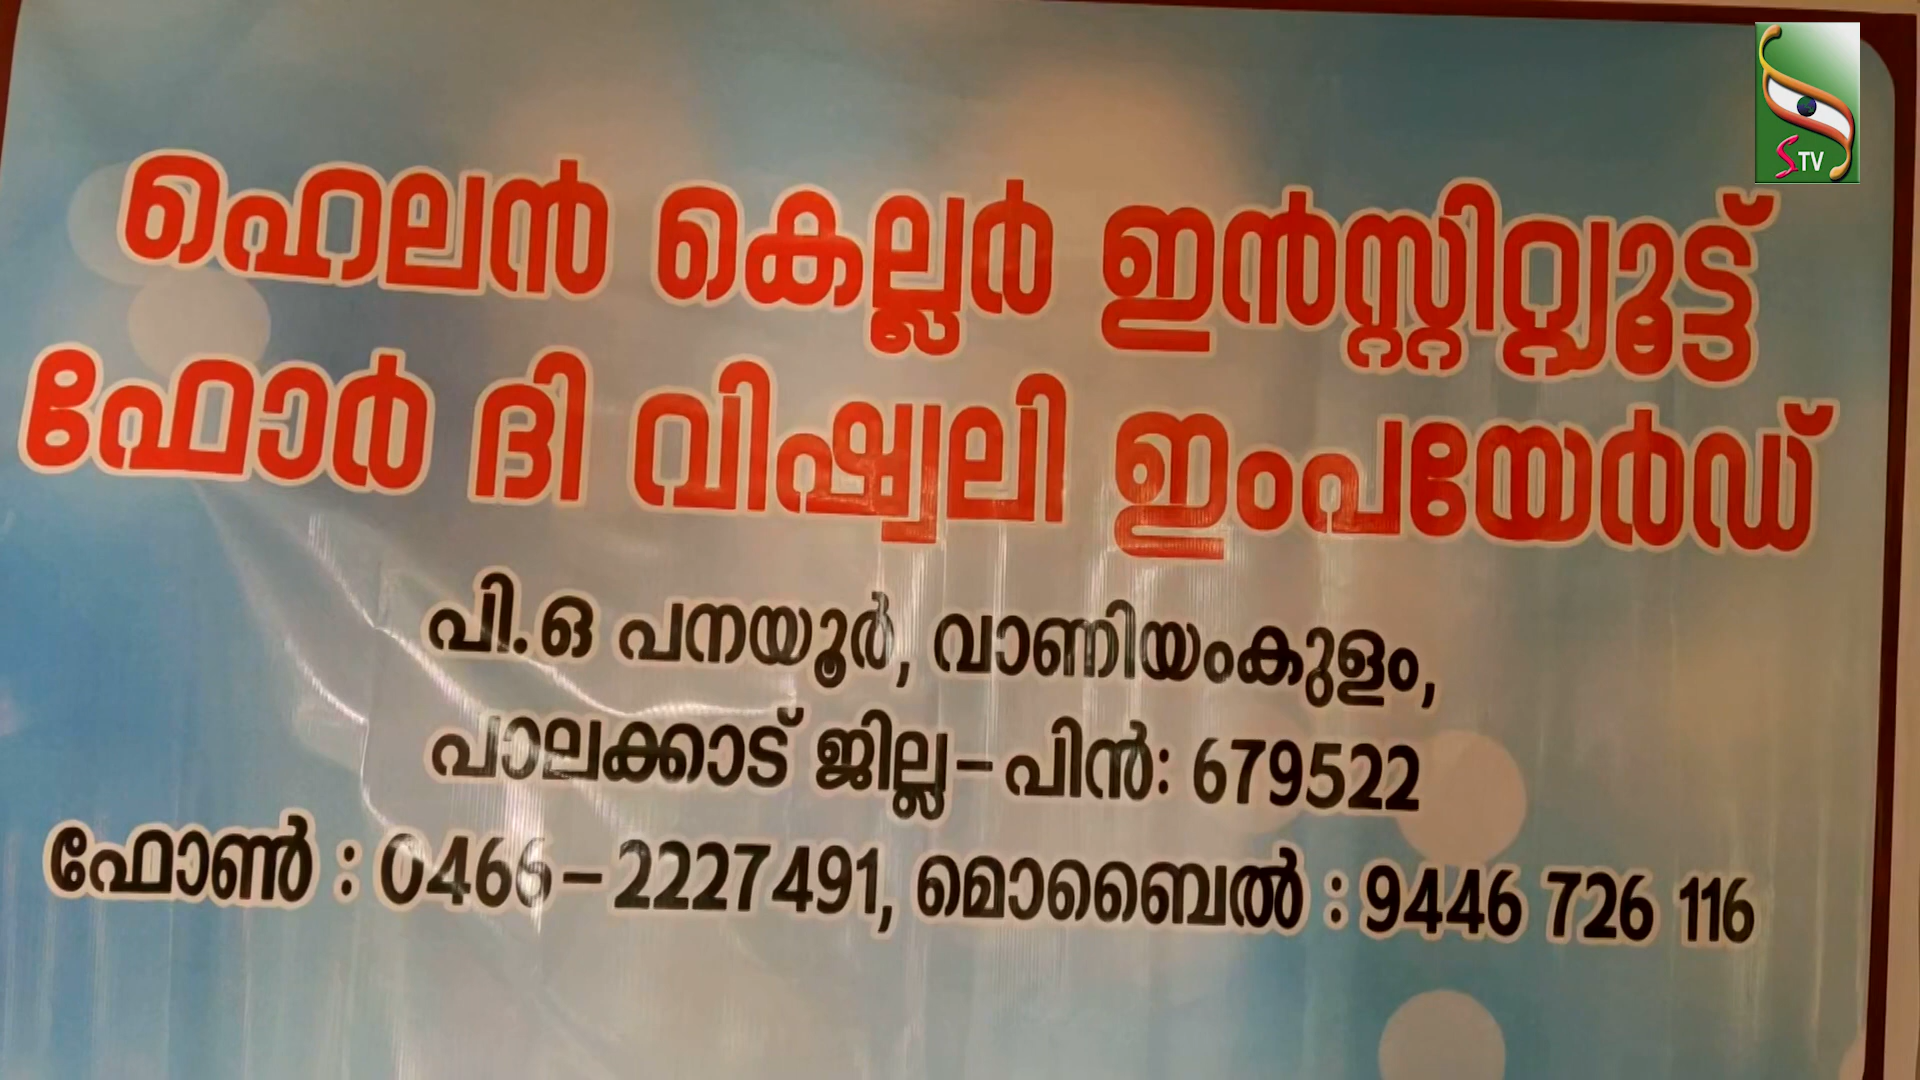 STV
ഹെലൻ കെല്ലർ ഇൻസ്റ്റിറ്റ്യൂട്ട്
ഫോർ ദി വിഷ്വലി ഇംപയേർഡ്
പി.ഒ പനയൂർ, വാണിയംകുളം,
പാലക്കാട് ജില്ല-പിൻ: 679522
ഫോൺ : 0466-2227491, മൊബൈൽ : 9446 726 116